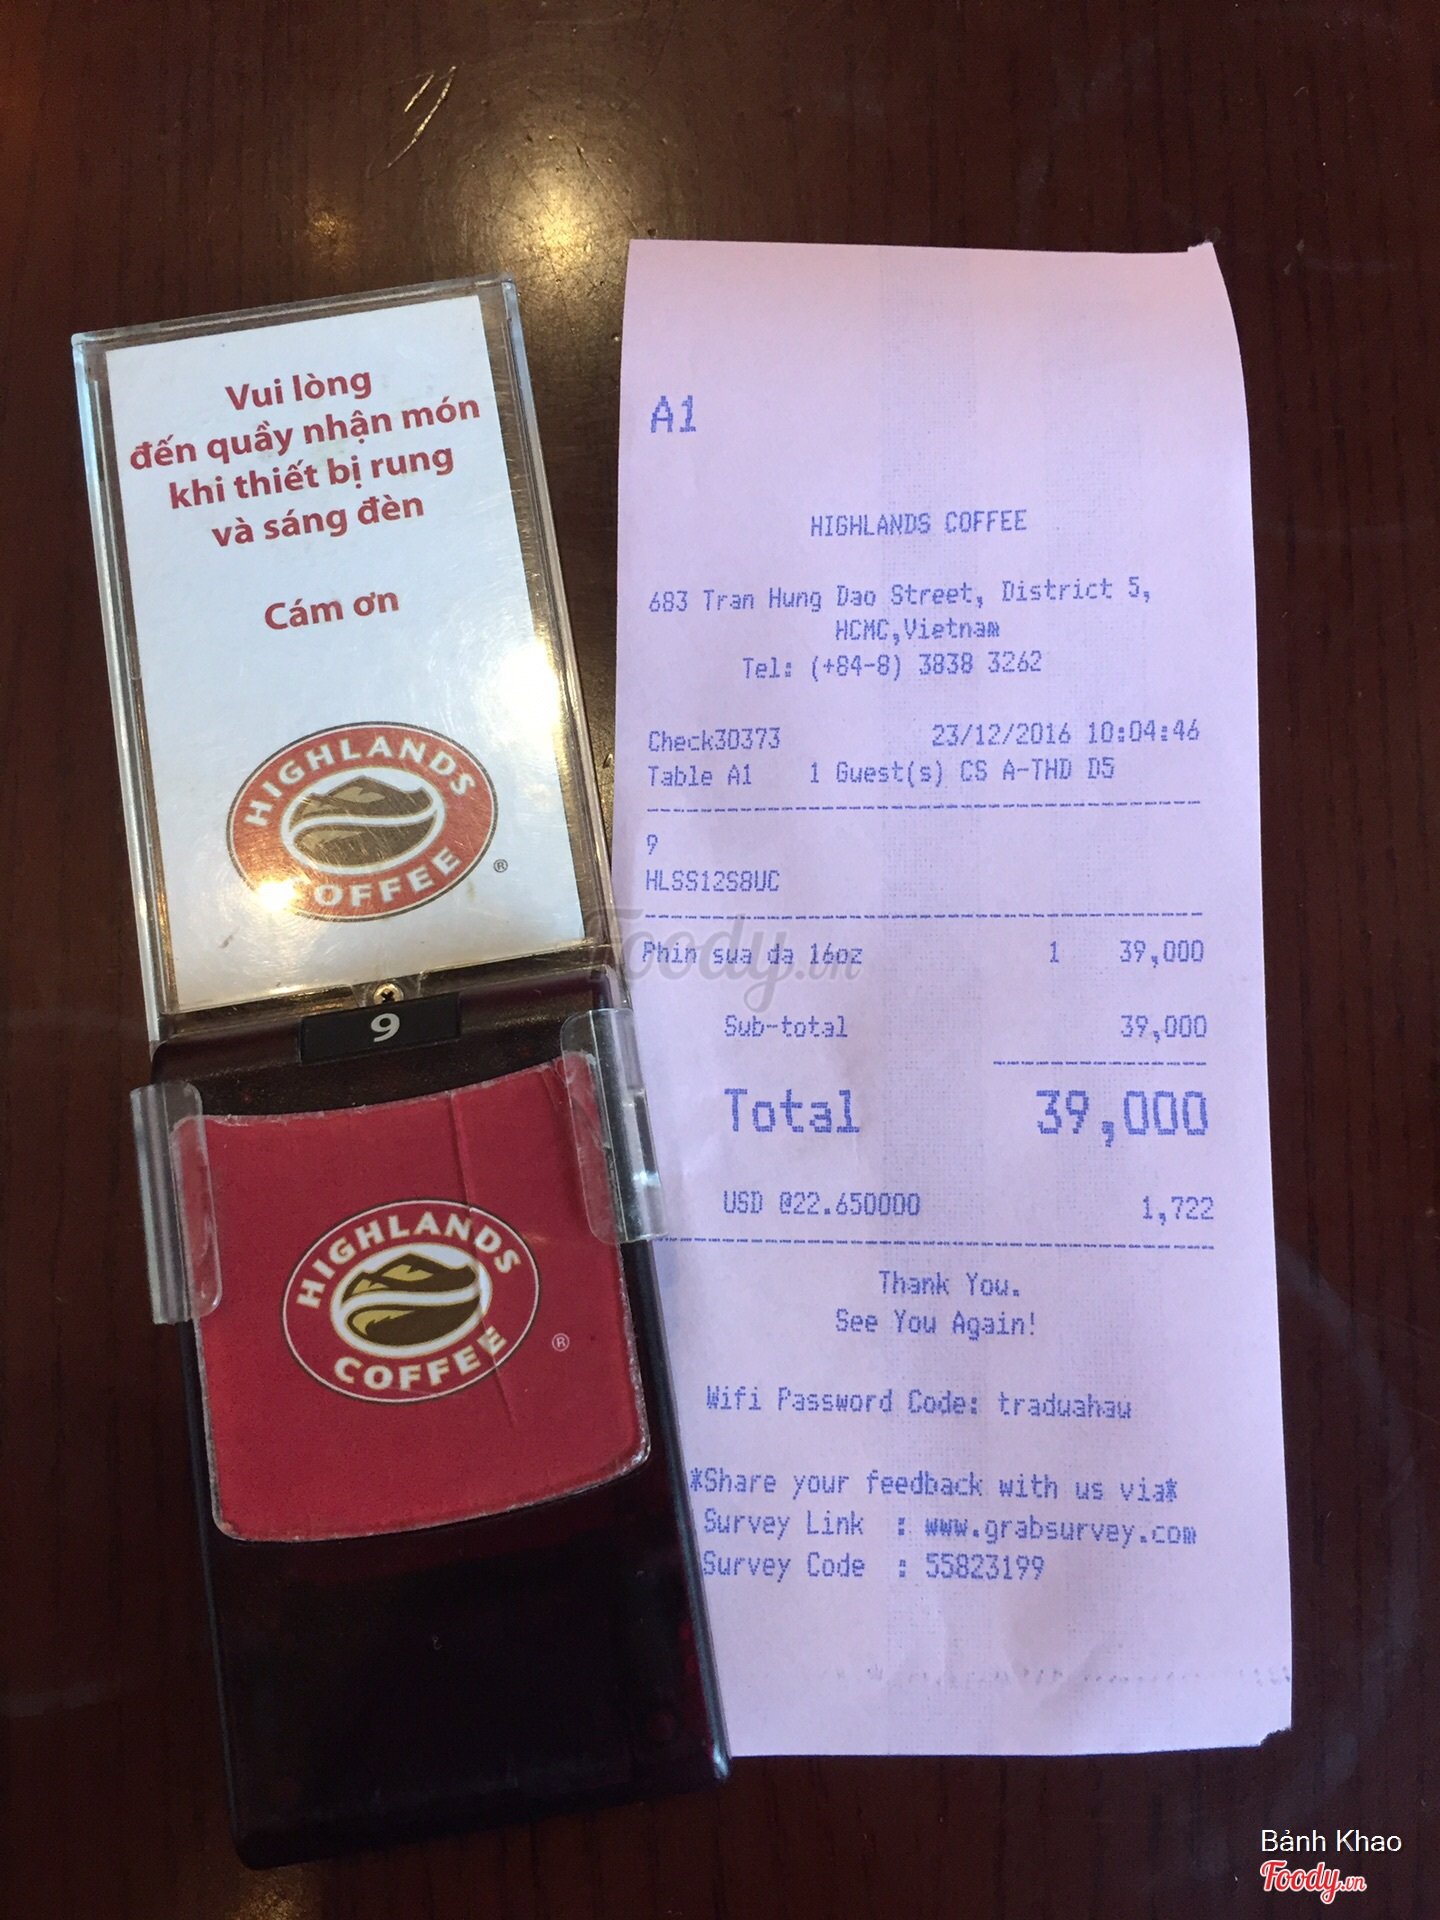 Vui lòng
đến quầy nhận món
khi thiết bị rung
và sáng đèn
Cám ơn
HIGHLANDS
COFFEE
®
9
HIGHLANDS
COFFEE
®
A1
HIGHLANDS COFFEE
683 Tran Hung Dao Street, District 5,
HCMC,Vietnam
Tel: (+84-8) 3838 3262
Check30373 23/12/2016 10:04:46
Table A1 1 Guest(s) CS A-THD D5
9
HLSS12S8UC
Phin sua da 16oz 1 39,000
Sub-total 39,000
Total 39,000
USD @22.650000 1,722
Thank You.
See You Again!
Wifi Password Code: traduahau
*Share your feedback with us via*
Survey Link : www.grabsurvey.com
Survey Code : 55823199
Foody.vn
Bảnh Khao
Foody.vn